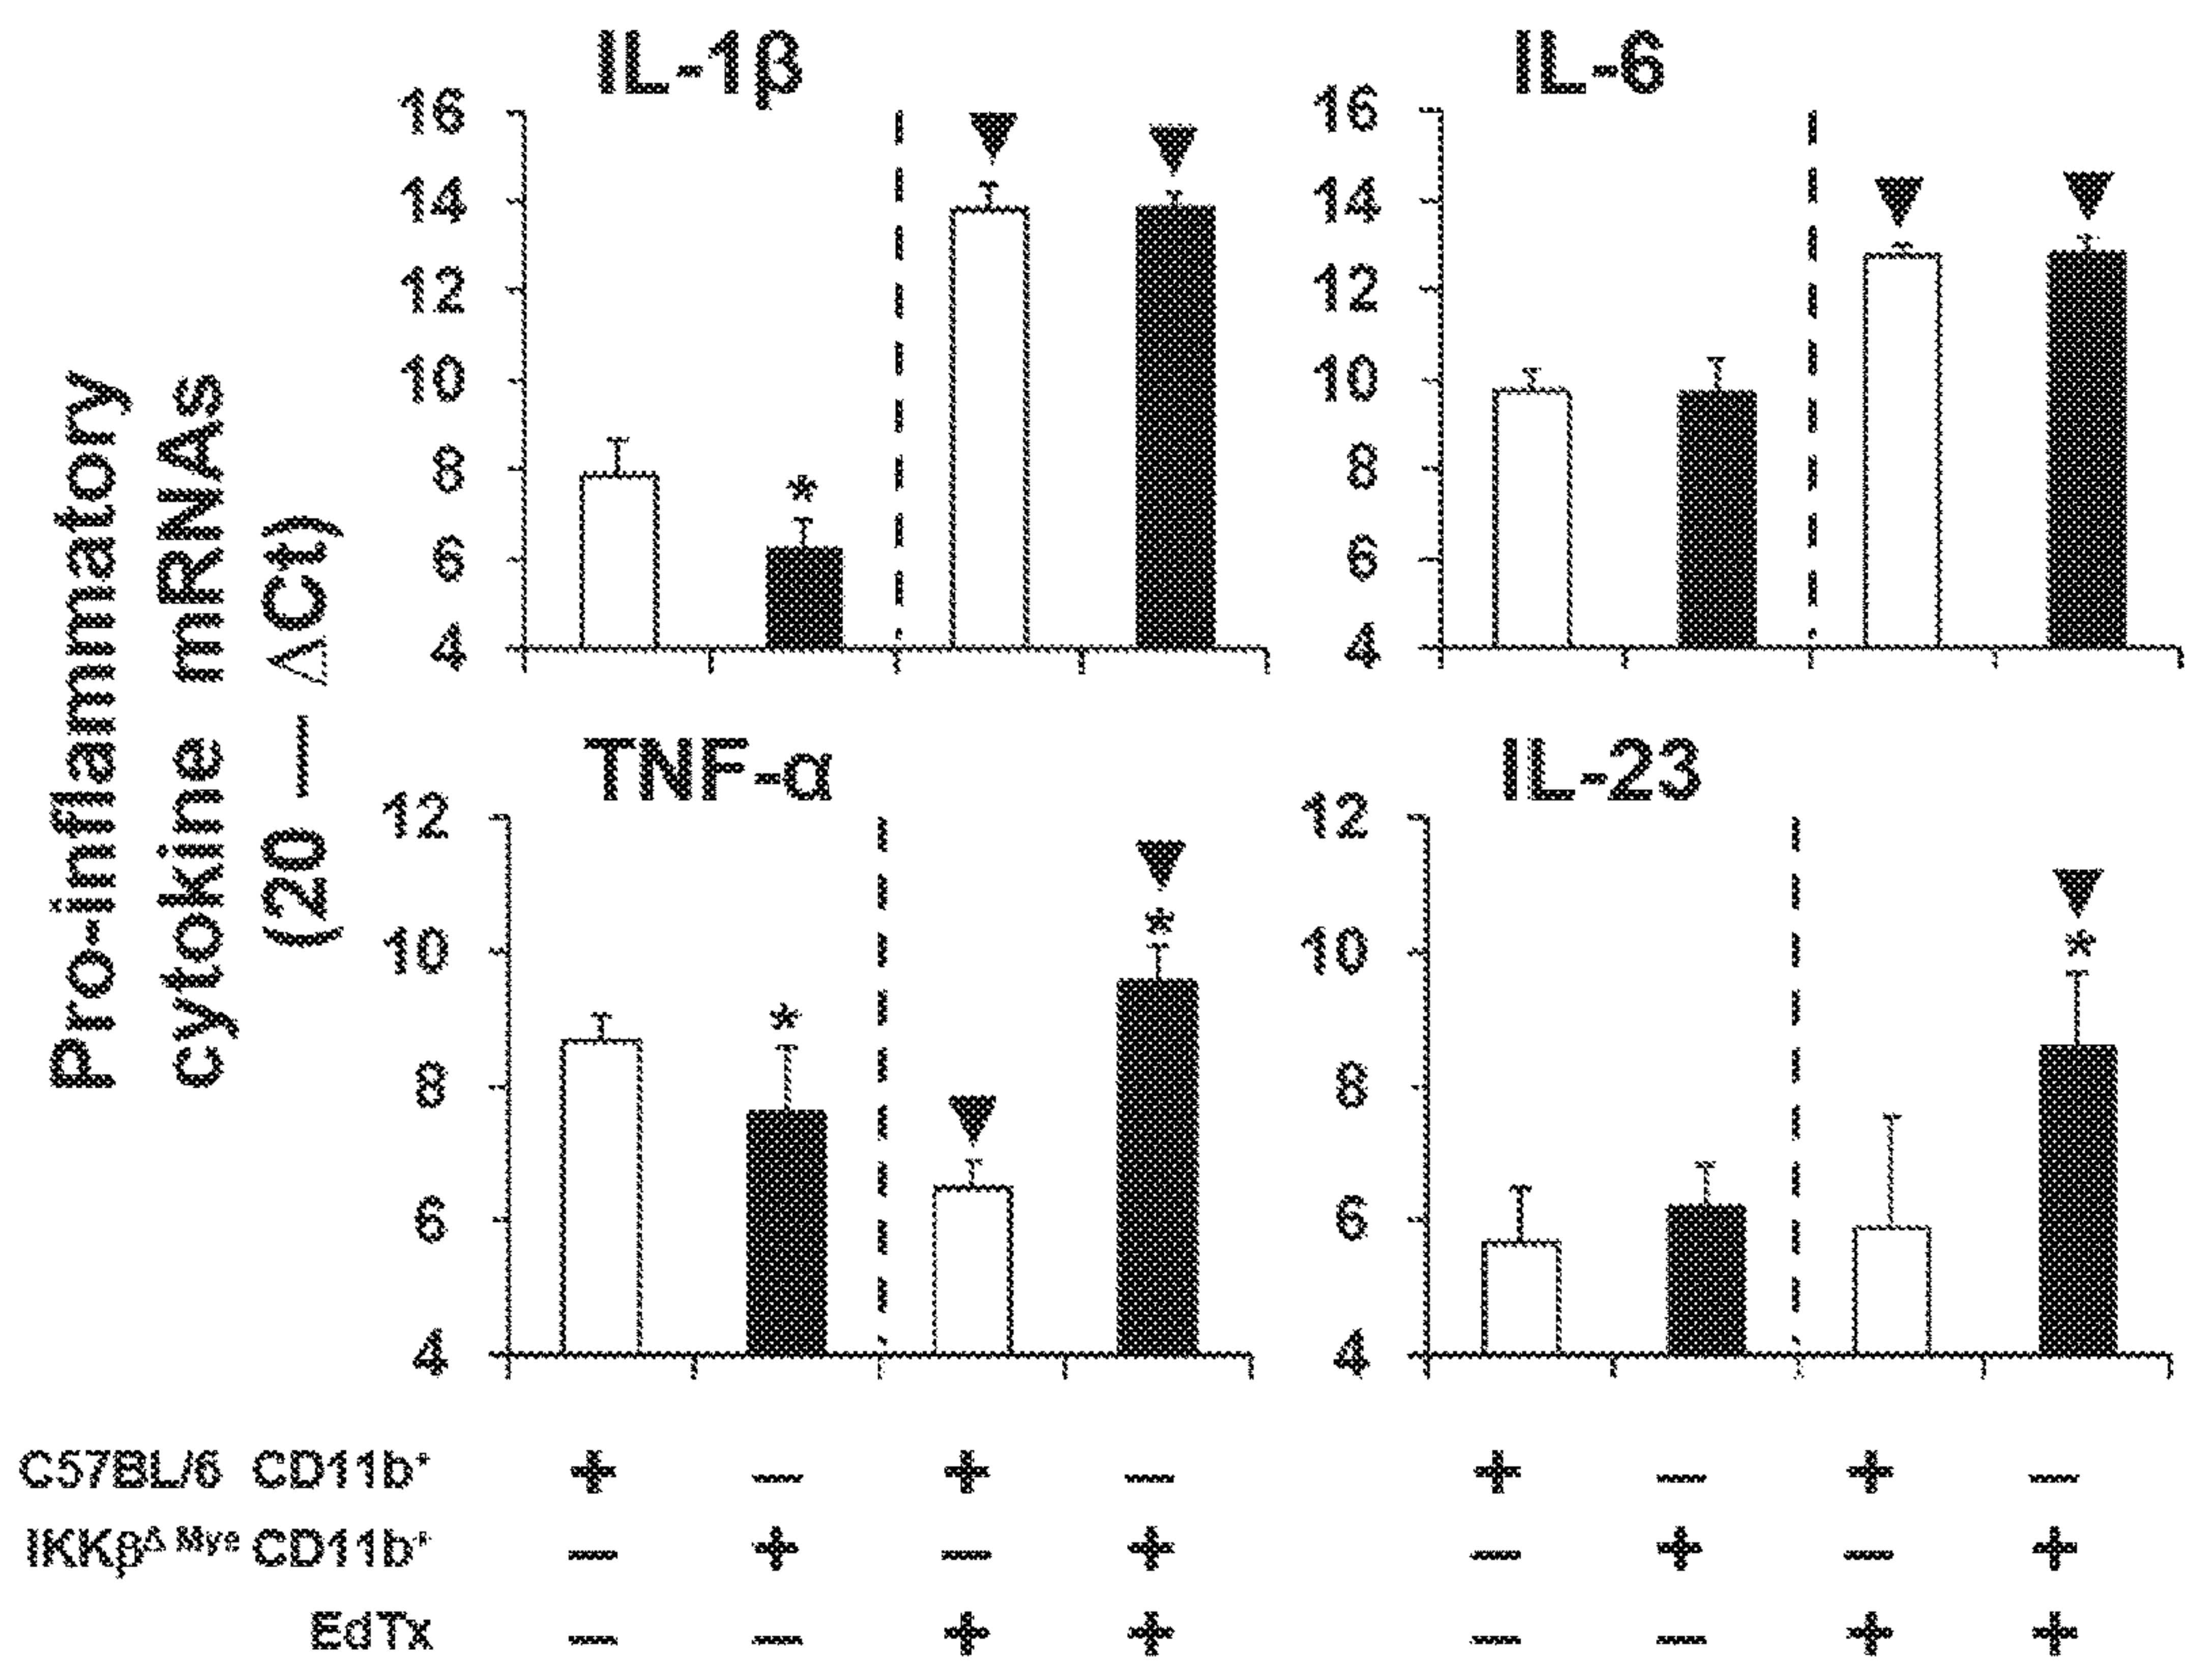 Pro-inflammatory
cytokine mRNAs
(20 — ΔCt)
IL-1β
16
14
12
10
8
6
4
*
IL-6
16
14
12
10
8
6
4
TNF-α
12
10
8
6
4
*
*
IL-23
12
10
8
6
4
*
C57BL/6 CD11b⁺ + — + — + — + —
IKKβ^Δ Mye CD11b⁺ — + — + — + — +
EdTx — — + + — — + +